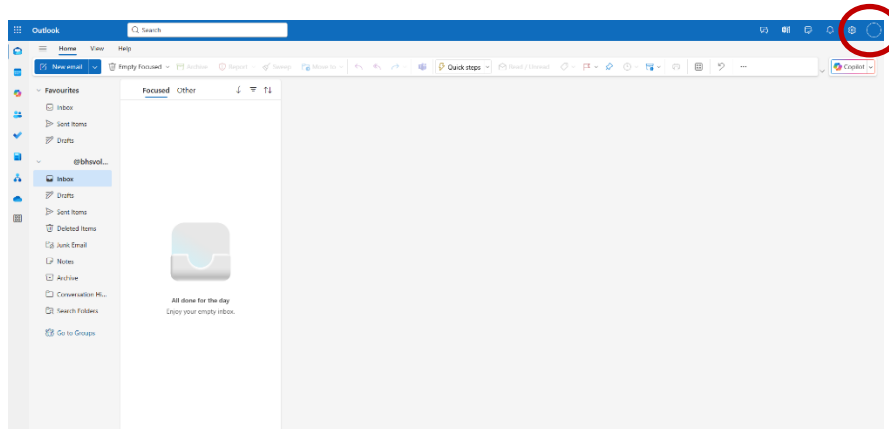 Outlook
Search
Home View Help
New email Empty Focused Archive Report Sweep Move to Quick steps Read / Unread ... Copilot
Favourites
Focused Other
Inbox
Sent Items
Drafts
@bhsvol...
Inbox
Drafts
Sent Items
Deleted Items
Junk Email
Notes
Archive
Conversation Hi...
Search Folders
Go to Groups
All done for the day
Enjoy your empty inbox.